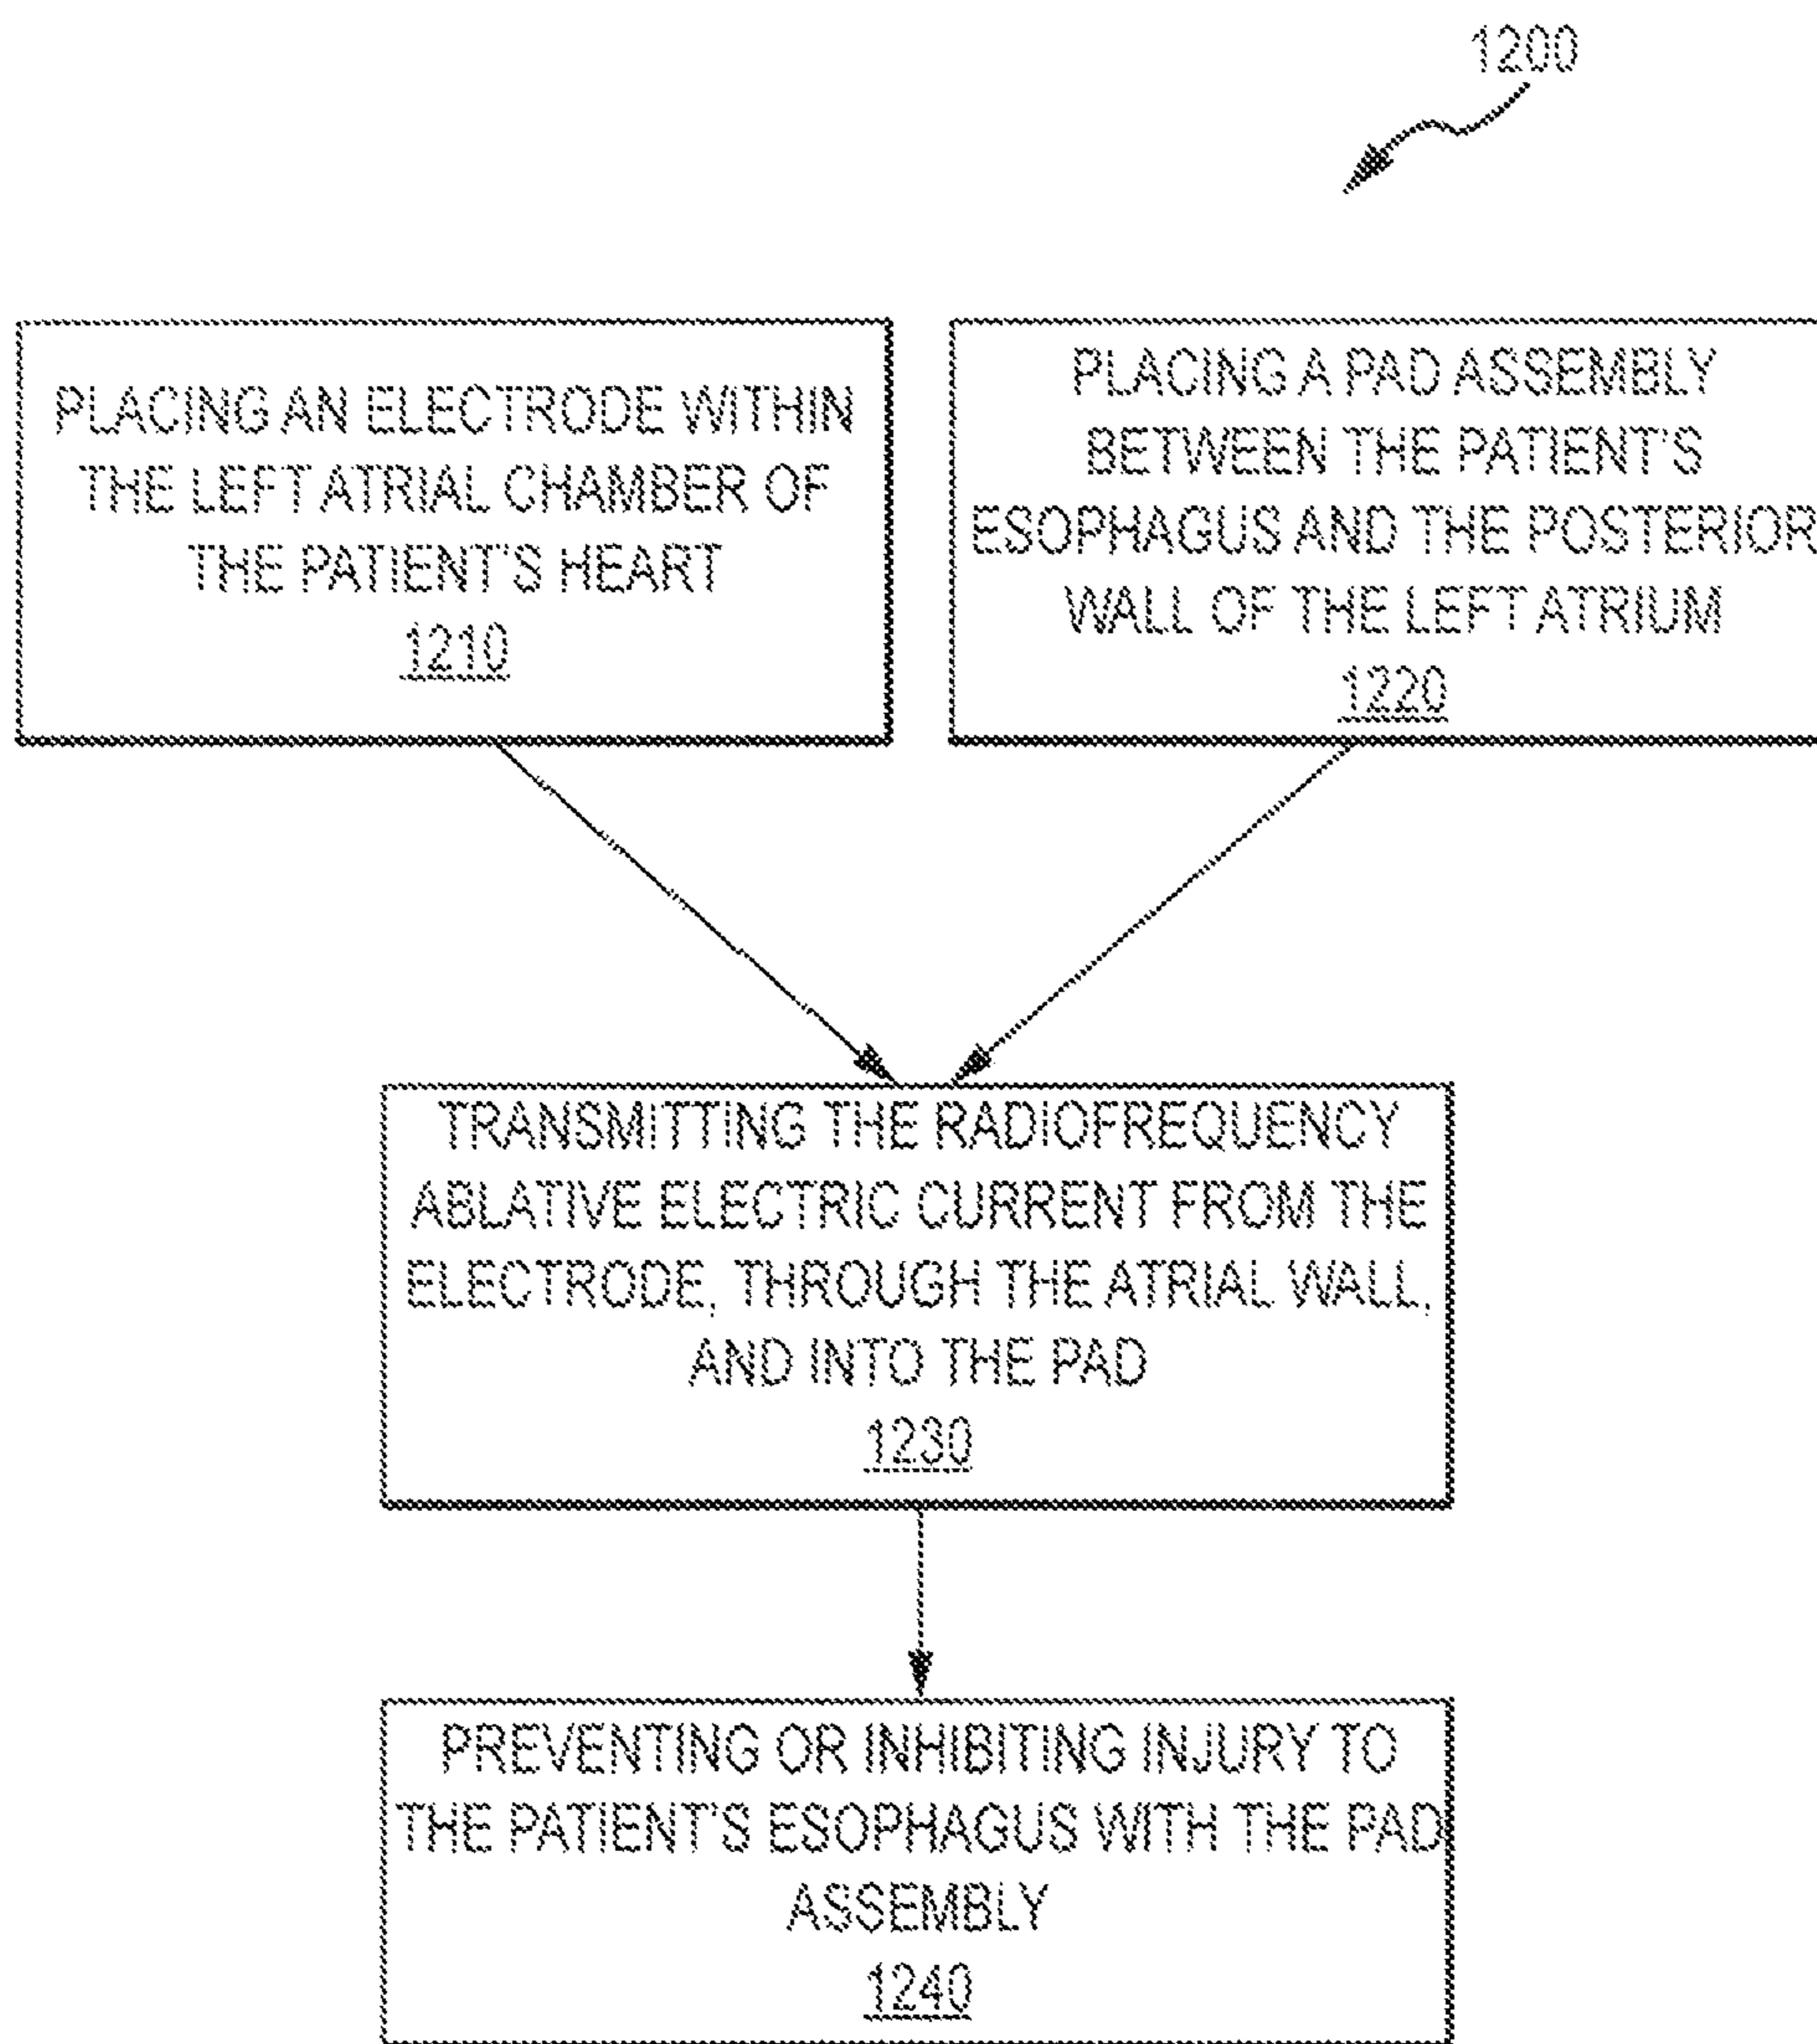 1200
PLACING AN ELECTRODE WITHIN
THE LEFT ATRIAL CHAMBER OF
THE PATIENT'S HEART
1210
PLACING A PAD ASSEMBLY
BETWEEN THE PATIENT'S
ESOPHAGUS AND THE POSTERIOR
WALL OF THE LEFT ATRIUM
1220
TRANSMITTING THE RADIOFREQUENCY
ABLATIVE ELECTRIC CURRENT FROM THE
ELECTRODE, THROUGH THE ATRIAL WALL,
AND INTO THE PAD
1230
PREVENTING OR INHIBITING INJURY TO
THE PATIENT'S ESOPHAGUS WITH THE PAD
ASSEMBLY
1240